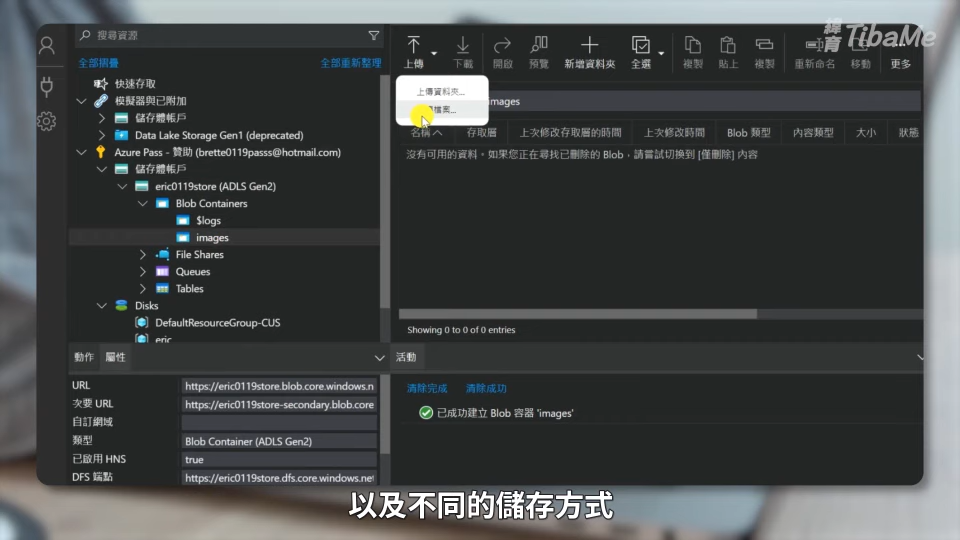 緯育 TibaMe
搜尋資源
全部摺疊
全部重新整理
快速存取
模擬器與已附加
儲存體帳戶
Data Lake Storage Gen1 (deprecated)
Azure Pass - 贊助 (brette0119passs@hotmail.com)
儲存體帳戶
eric0119store (ADLS Gen2)
Blob Containers
$logs
images
File Shares
Queues
Tables
Disks
DefaultResourceGroup-CUS
eric
上傳
下載
開啟
預覽
新增資料夾
全選
複製
貼上
複製
重新命名
移動
更多
上傳資料夾...
檔案...
images
名稱
存取層
上次修改存取層的時間
上次修改時間
Blob 類型
內容類型
大小
狀態
沒有可用的資料。如果您正在尋找已刪除的 Blob，請嘗試切換到 [僅刪除] 內容
Showing 0 to 0 of 0 entries
動作
屬性
URL
https://eric0119store.blob.core.windows.n
次要 URL
https://eric0119store-secondary.blob.core
自訂網域
類型
Blob Container (ADLS Gen2)
已啟用 HNS
true
DFS 端點
https://eric0119store.dfs.core.windows.net
活動
清除完成
清除成功
已成功建立 Blob 容器 'images'
以及不同的儲存方式